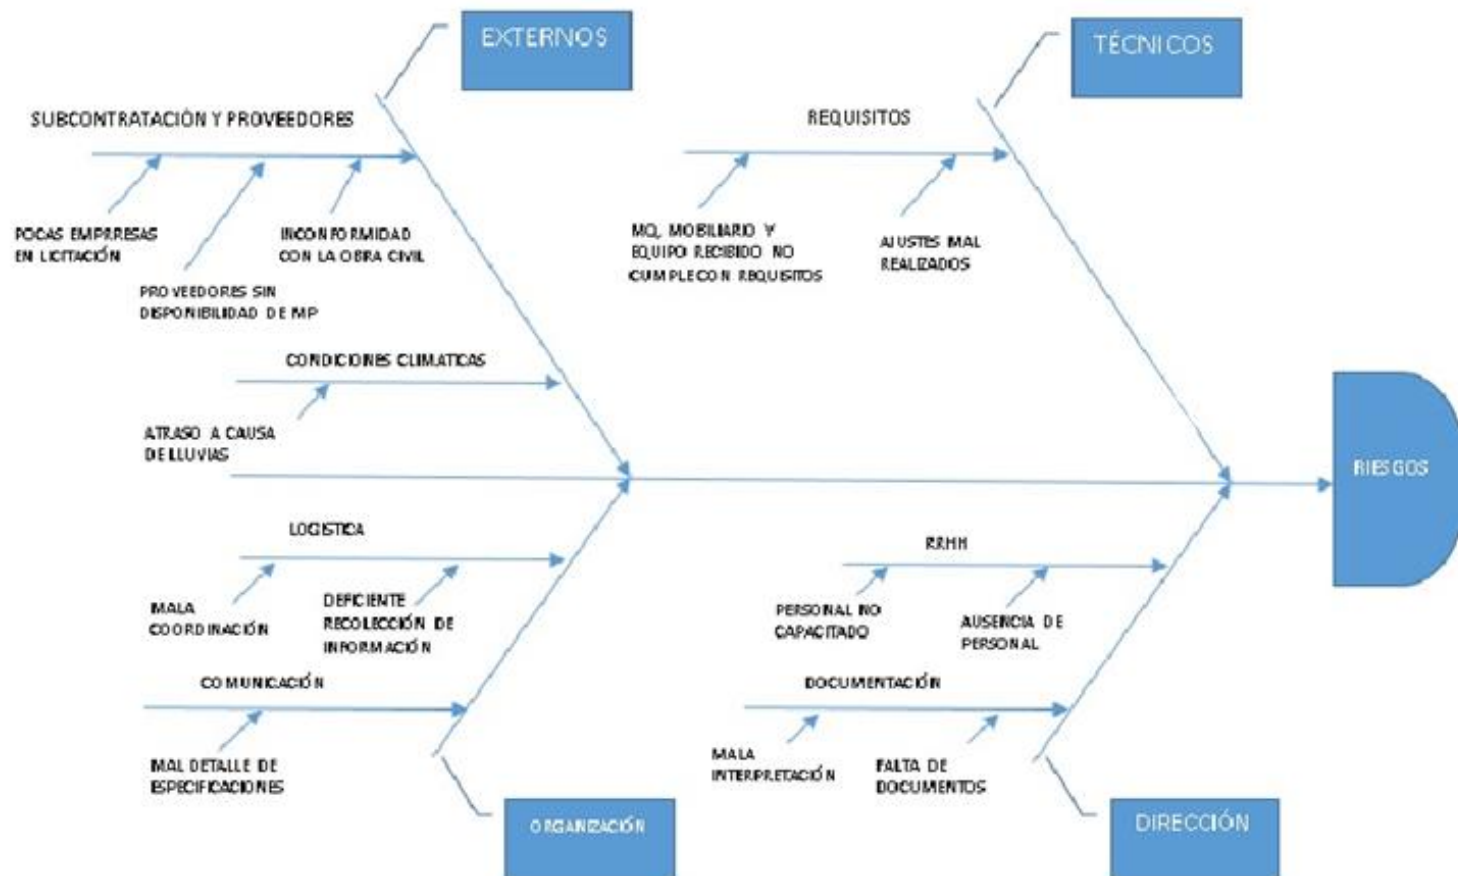 EXTERNOS
TÉCNICOS
SUBCONTRATACIÓN Y PROVEEDORES
REQUISITOS
POCAS EMPRRESAS
EN LICITACIÓN
INCONFORMIDAD
CON LA OBRA CIVIL
PROVEEDORES SIN
DISPONIBILIDAD DE MP
MQ. MOBILIARIO Y
EQUIPO RECIBIDO NO
CUMPLE CON REQUISITOS
AJUSTES MAL
REALIZADOS
CONDICIONES CLIMATICAS
ATRASO A CAUSA
DE LLUVIAS
RIESGOS
LOGISTICA
RRHH
MALA
COORDINACIÓN
DEFICIENTE
RECOLECCIÓN DE
INFORMACIÓN
PERSONAL NO
CAPACITADO
AUSENCIA DE
PERSONAL
COMUNICACIÓN
DOCUMENTACIÓN
MAL DETALLE DE
ESPECIFICACIONES
MALA
INTERPRETACIÓN
FALTA DE
DOCUMENTOS
ORGANIZACIÓN
DIRECCIÓN